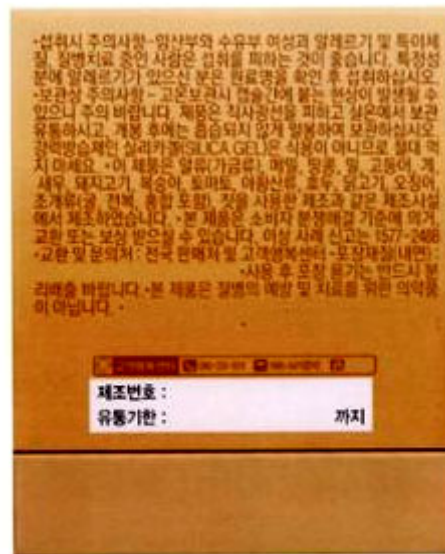 •섭취시 주의사항 - 임산부와 수유부 여성과 알레르기 및 특이체
질, 질병치료 중인 사람은 섭취를 피하는 것이 좋습니다. 특정성
분에 알레르기가 있으신 분은 원료명을 확인 후 섭취하십시오.
•보관상 주의사항 - 고온보관시 캡슐간에 붙는 현상이 발생될 수
있으니 주의 바랍니다. 제품은 직사광선을 피하고 실온에서 보관
유통하시고, 개봉 후에는 흡습되지 않게 밀봉하여 보관하십시오.
강력방습제인 실리카겔(SILICA GEL)은 식용이 아니므로 절대 먹
지 마세요. •이 제품은 알류(가금류), 메밀, 땅콩, 밀, 고등어, 게,
새우, 돼지고기, 복숭아, 토마토, 아황산류, 호두, 닭고기, 오징어,
조개류(굴, 전복, 홍합 포함), 잣을 사용한 제조과 같은 제조시설
에서 제조하였습니다. •본 제품은 소비자 분쟁해결 기준에 의거,
교환 또는 보상 받으실 수 있습니다. 이상 사례 신고는 1577-2488
•교환 및 문의처 : 전국 판매처 및 고객행복센터 •포장재질(내면) :
•사용 후 포장 용기는 반드시 분
리배출 바랍니다. •본 제품은 질병의 예방 및 치료를 위한 의약품
이 아닙니다. •
제조번호 :
유통기한 : 까지